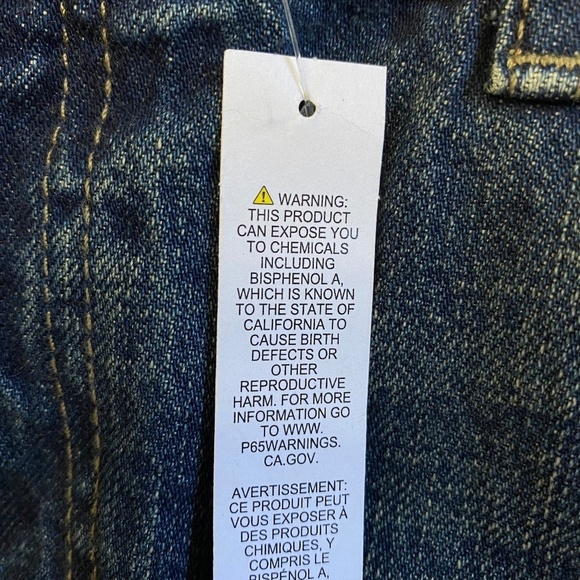 ⚠ WARNING:
THIS PRODUCT
CAN EXPOSE YOU
TO CHEMICALS
INCLUDING
BISPHENOL A,
WHICH IS KNOWN
TO THE STATE OF
CALIFORNIA TO
CAUSE BIRTH
DEFECTS OR
OTHER
REPRODUCTIVE
HARM. FOR MORE
INFORMATION GO
TO WWW.
P65WARNINGS.
CA.GOV.
AVERTISSEMENT:
CE PRODUIT PEUT
VOUS EXPOSER À
DES PRODUITS
CHIMIQUES, Y
COMPRIS LE
BISPÉNOL A,